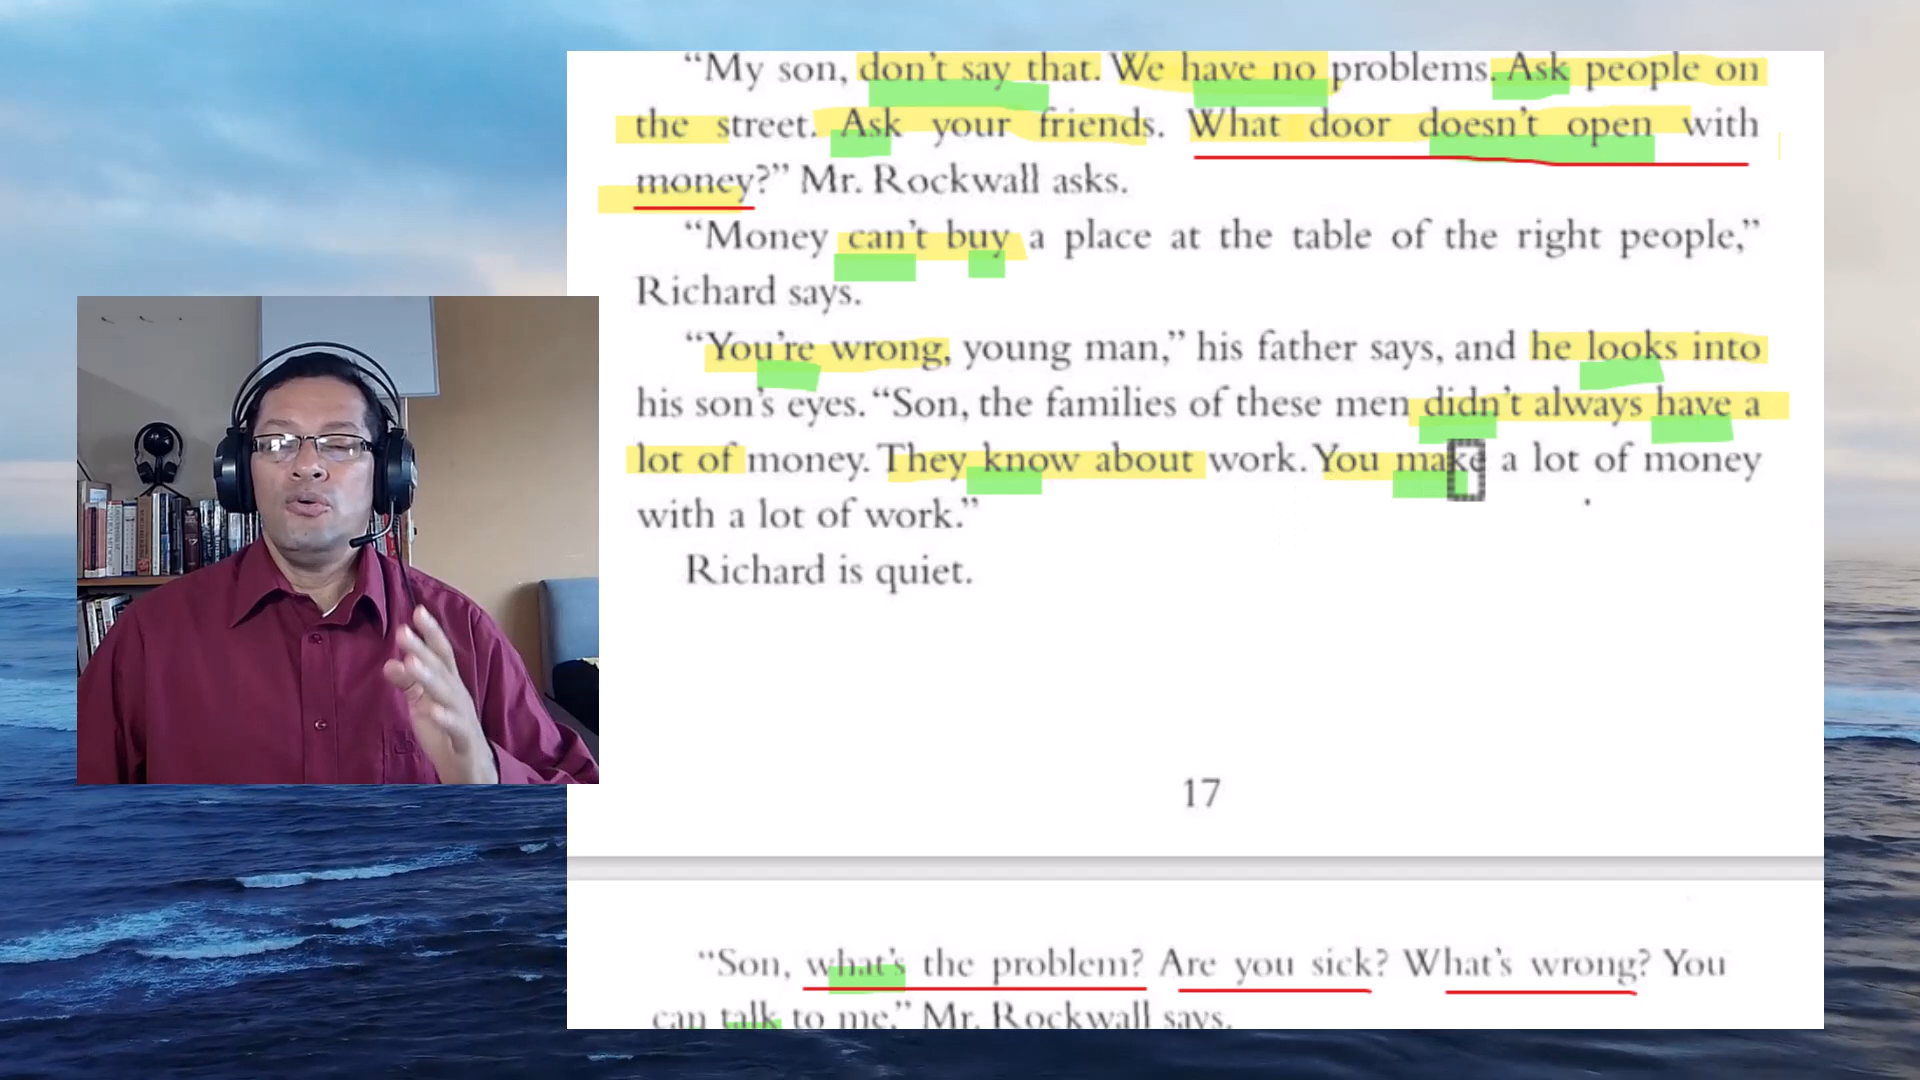 “My son, don’t say that. We have no problems. Ask people on
the street. Ask your friends. What door doesn’t open with
money?” Mr. Rockwall asks.
“Money can’t buy a place at the table of the right people,”
Richard says.
“You’re wrong, young man,” his father says, and he looks into
his son’s eyes. “Son, the families of these men didn’t always have a
lot of money. They know about work. You make a lot of money
with a lot of work.”
Richard is quiet.
17
“Son, what’s the problem? Are you sick? What’s wrong? You
can talk to me,” Mr. Rockwall says.